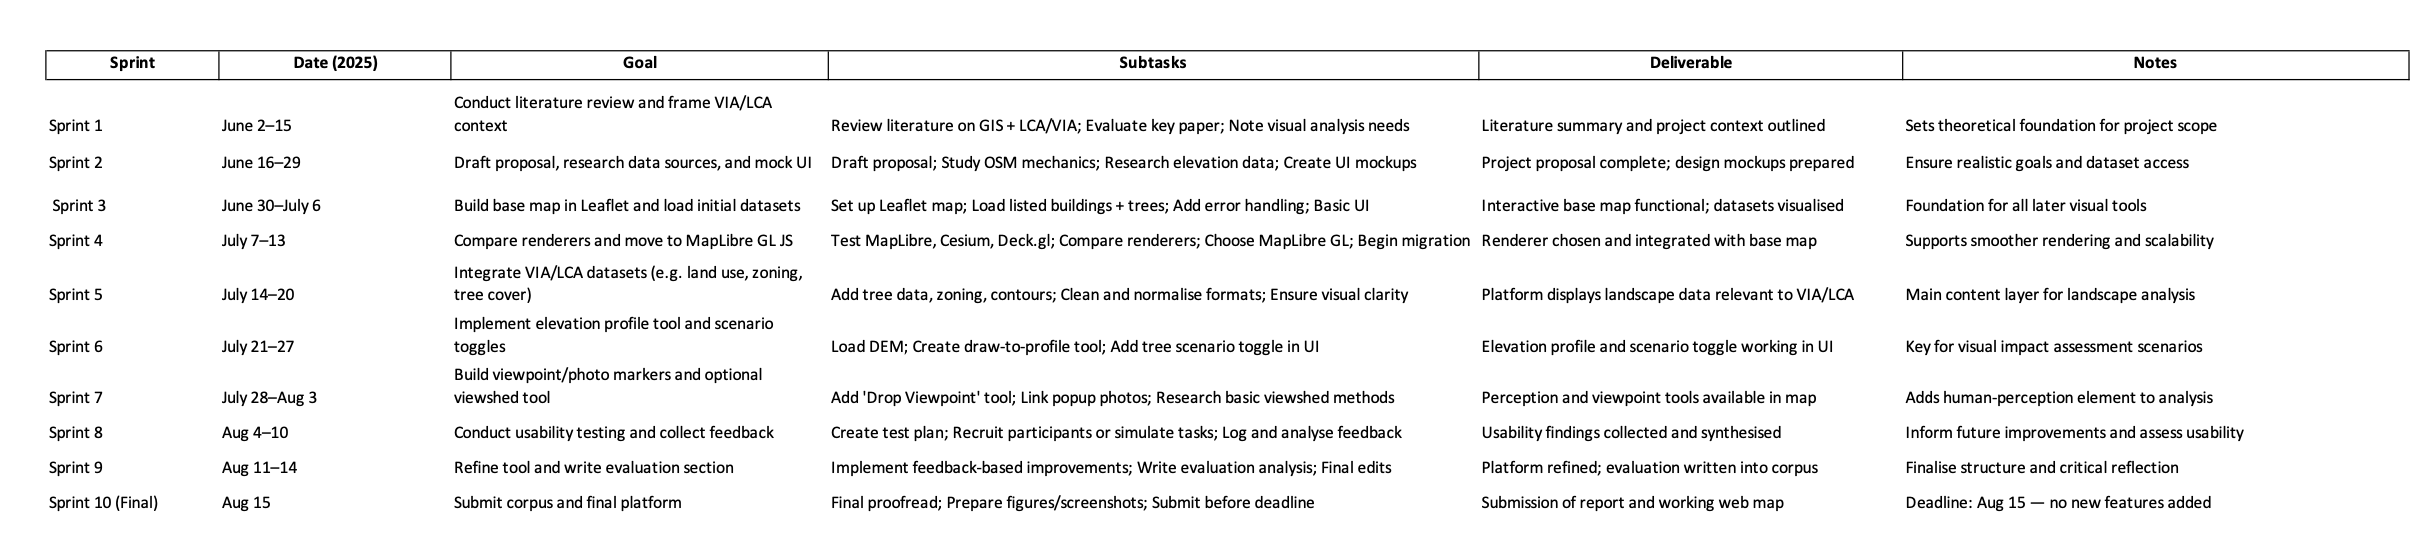 Sprint Date (2025) Goal Subtasks Deliverable Notes
Conduct literature review and frame VIA/LCA
context
Sprint 1 June 2–15 Review literature on GIS + LCA/VIA; Evaluate key paper; Note visual analysis needs Literature summary and project context outlined Sets theoretical foundation for project scope
Sprint 2 June 16–29 Draft proposal, research data sources, and mock UI Draft proposal; Study OSM mechanics; Research elevation data; Create UI mockups Project proposal complete; design mockups prepared Ensure realistic goals and dataset access
Sprint 3 June 30–July 6 Build base map in Leaflet and load initial datasets Set up Leaflet map; Load listed buildings + trees; Add error handling; Basic UI Interactive base map functional; datasets visualised Foundation for all later visual tools
Sprint 4 July 7–13 Compare renderers and move to MapLibre GL JS Test MapLibre, Cesium, Deck.gl; Compare renderers; Choose MapLibre GL; Begin migration Renderer chosen and integrated with base map Supports smoother rendering and scalability
Integrate VIA/LCA datasets (e.g. land use, zoning,
tree cover)
Sprint 5 July 14–20 Add tree data, zoning, contours; Clean and normalise formats; Ensure visual clarity Platform displays landscape data relevant to VIA/LCA Main content layer for landscape analysis
Implement elevation profile tool and scenario
toggles
Sprint 6 July 21–27 Load DEM; Create draw-to-profile tool; Add tree scenario toggle in UI Elevation profile and scenario toggle working in UI Key for visual impact assessment scenarios
Build viewpoint/photo markers and optional
viewshed tool
Sprint 7 July 28–Aug 3 Add 'Drop Viewpoint' tool; Link popup photos; Research basic viewshed methods Perception and viewpoint tools available in map Adds human-perception element to analysis
Sprint 8 Aug 4–10 Conduct usability testing and collect feedback Create test plan; Recruit participants or simulate tasks; Log and analyse feedback Usability findings collected and synthesised Inform future improvements and assess usability
Sprint 9 Aug 11–14 Refine tool and write evaluation section Implement feedback-based improvements; Write evaluation analysis; Final edits Platform refined; evaluation written into corpus Finalise structure and critical reflection
Sprint 10 (Final) Aug 15 Submit corpus and final platform Final proofread; Prepare figures/screenshots; Submit before deadline Submission of report and working web map Deadline: Aug 15 — no new features added